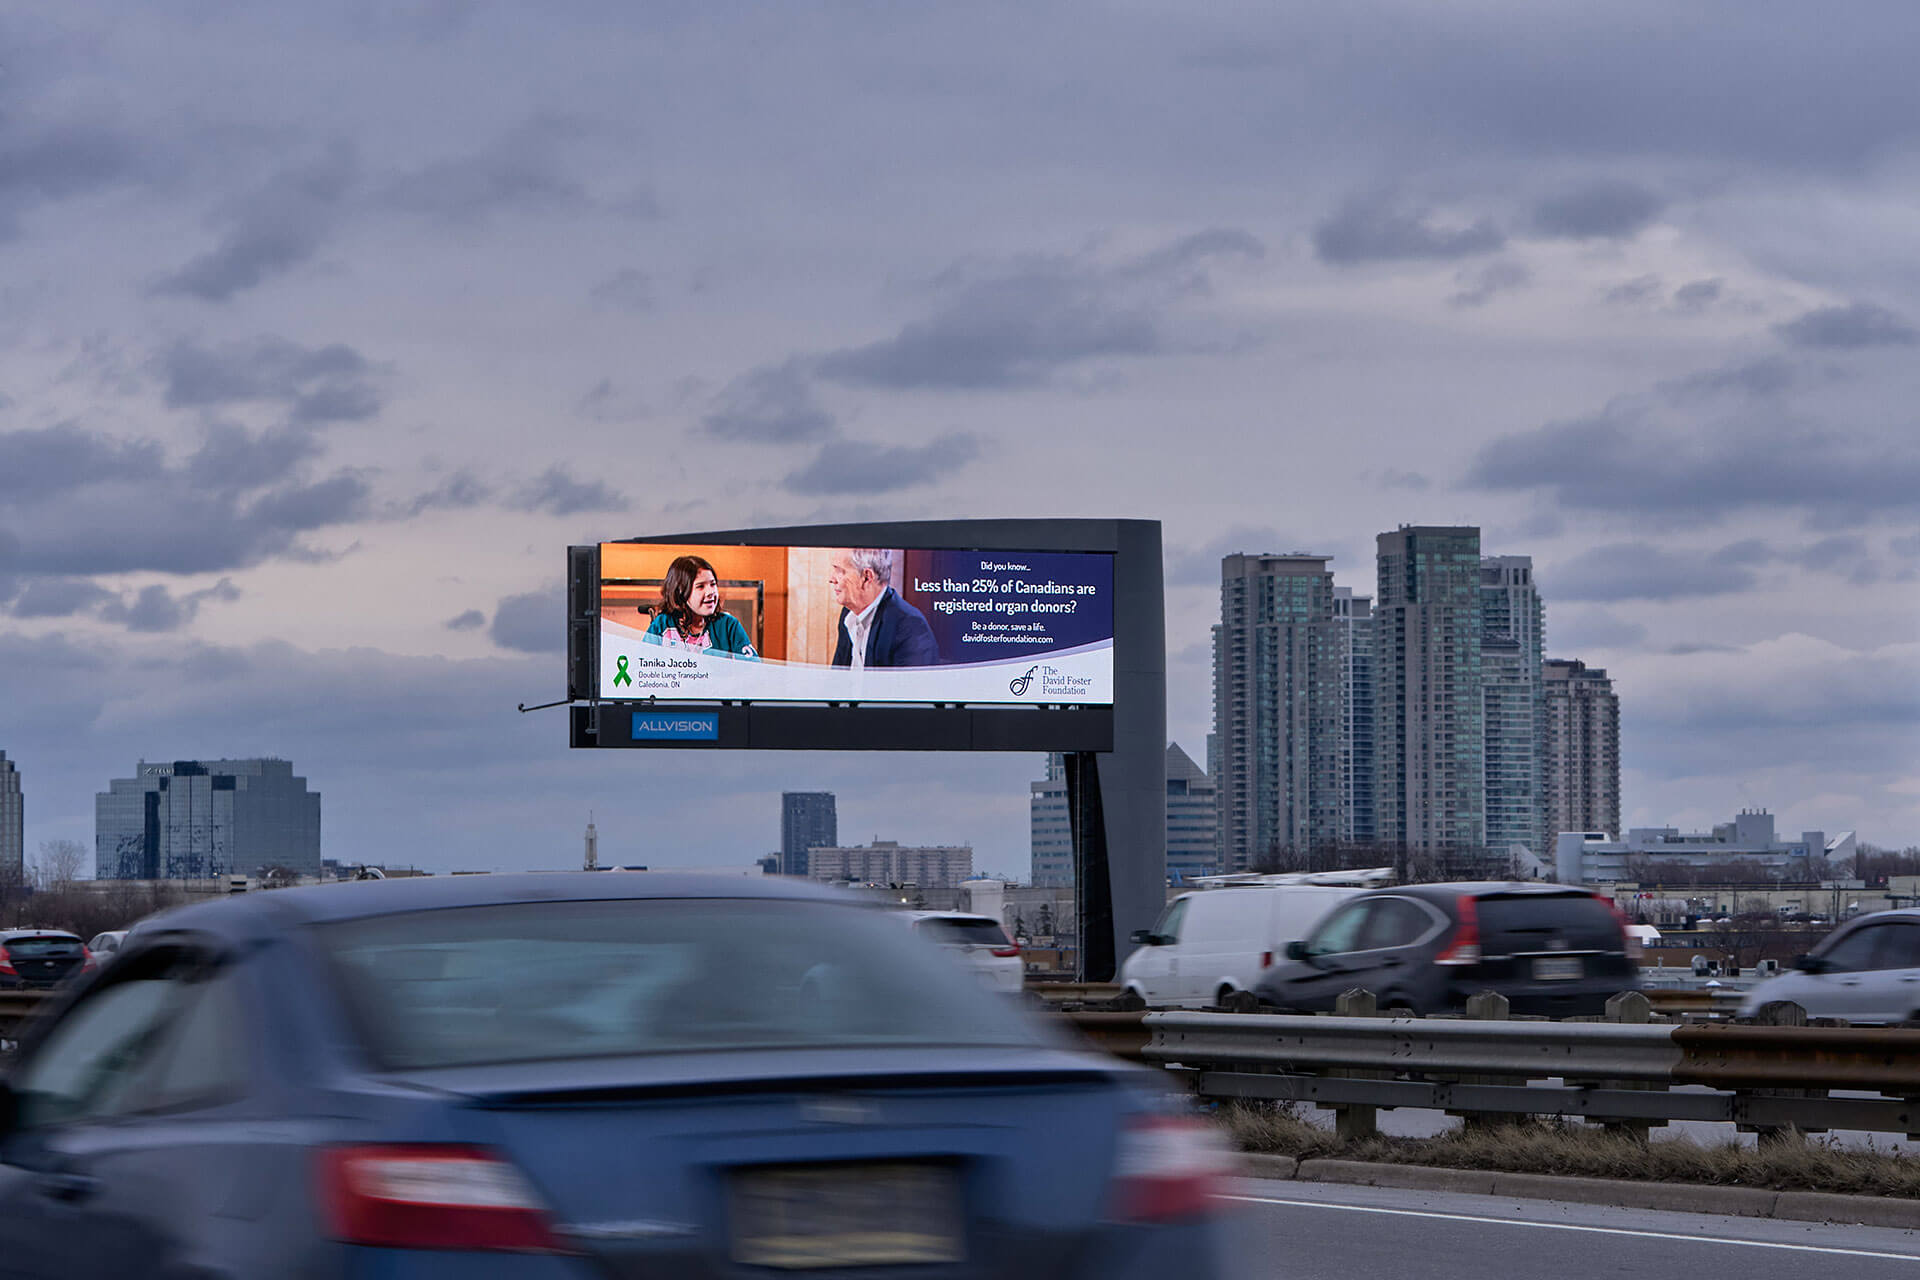 Did you know...
Less than 25% of Canadians are
registered organ donors?
Be a donor, save a life.
davidfosterfoundation.com
Tanika Jacobs
Double Lung Transplant
Caledonia, ON
The
David Foster
Foundation
ALLVISION